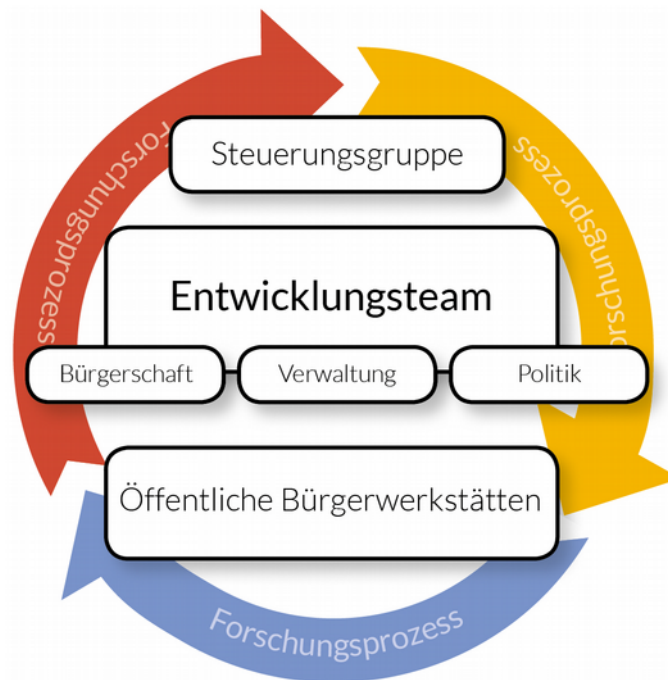 Forschungsprozess
Steuerungsgruppe
Forschungsprozess
Entwicklungsteam
Bürgerschaft
Verwaltung
Politik
Öffentliche Bürgerwerkstätten
Forschungsprozess